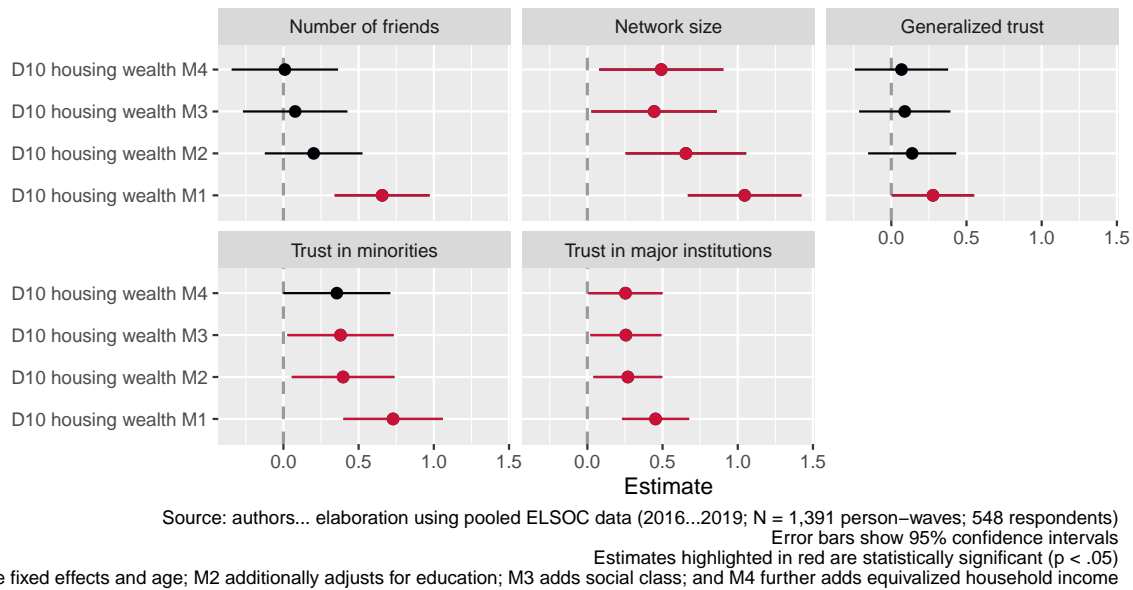 Number of friends
Network size
Generalized trust
D10 housing wealth M4
D10 housing wealth M3
D10 housing wealth M2
D10 housing wealth M1
0.0 0.5 1.0 1.5
Trust in minorities
Trust in major institutions
D10 housing wealth M4
D10 housing wealth M3
D10 housing wealth M2
D10 housing wealth M1
0.0 0.5 1.0 1.5
0.0 0.5 1.0 1.5
Estimate
Source: authors... elaboration using pooled ELSOC data (2016...2019; N = 1,391 person−waves; 548 respondents)
Error bars show 95% confidence intervals
Estimates highlighted in red are statistically significant (p < .05)
fixed effects and age; M2 additionally adjusts for education; M3 adds social class; and M4 further adds equivalized household income